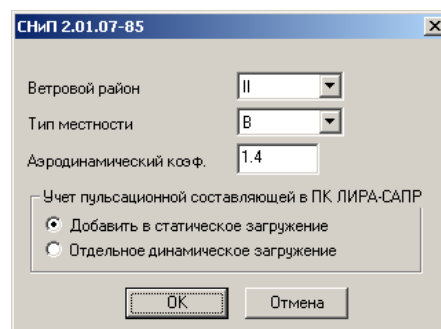 СНиП 2.01.07-85
Ветровой район II
Тип местности B
Аэродинамический коэф. 1.4
Учет пульсационной составляющей в ПК ЛИРА-САПР
Добавить в статическое загружение
Отдельное динамическое загружение
OK Отмена